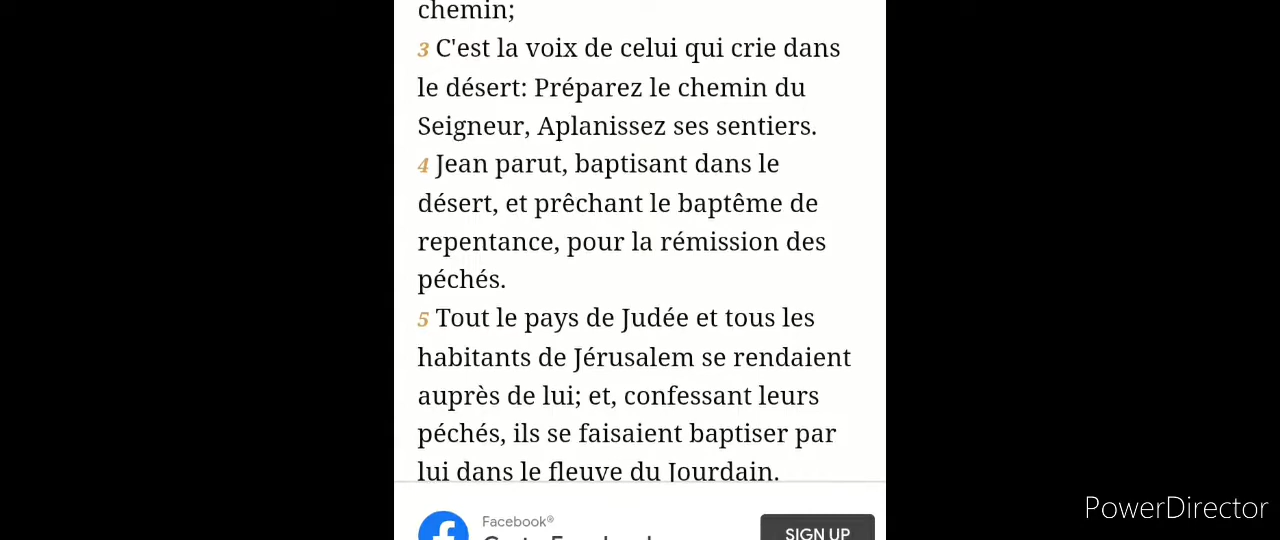 chemin;
3 C'est la voix de celui qui crie dans
le désert: Préparez le chemin du
Seigneur, Aplanissez ses sentiers.
4 Jean parut, baptisant dans le
désert, et prêchant le baptême de
repentance, pour la rémission des
péchés.
5 Tout le pays de Judée et tous les
habitants de Jérusalem se rendaient
auprès de lui; et, confessant leurs
péchés, ils se faisaient baptiser par
lui dans le fleuve du Jourdain.
Facebook®
SIGN UP
PowerDirector